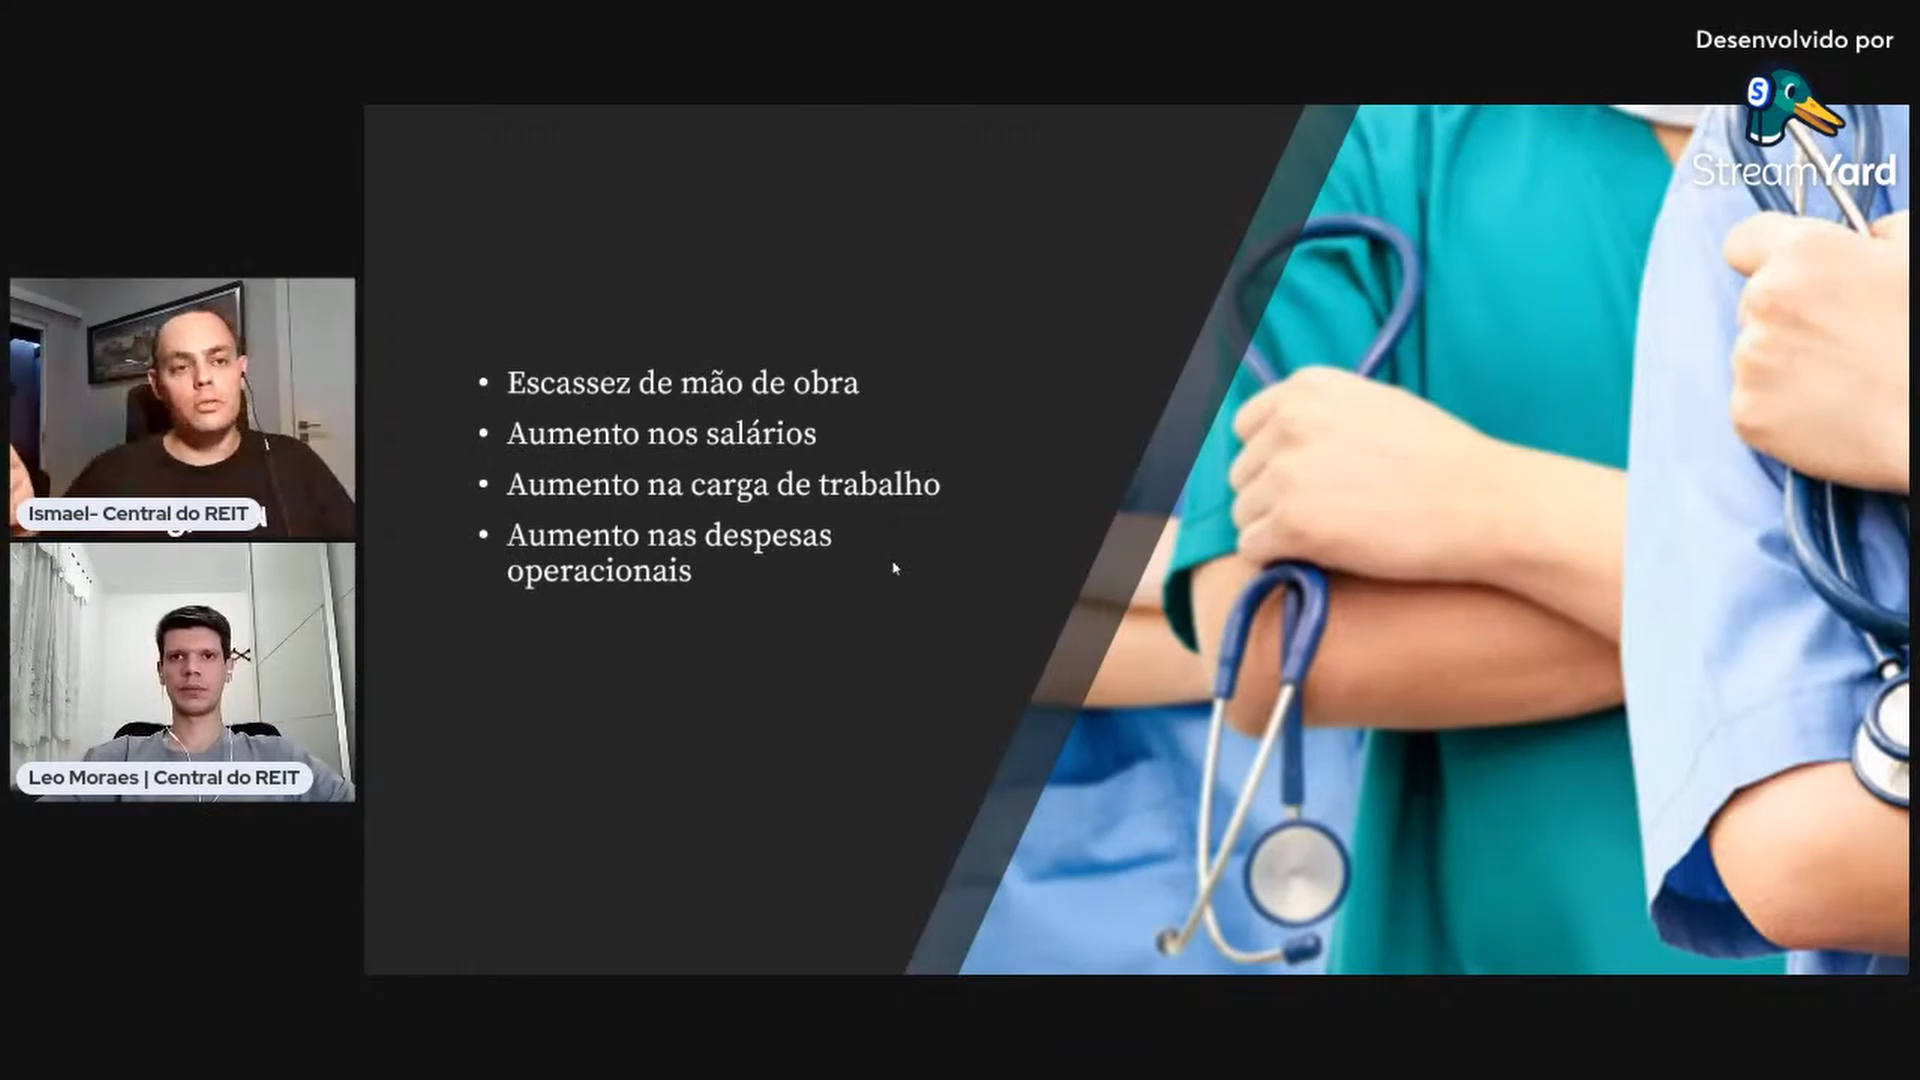 Desenvolvido por
S
StreamYard
• Escassez de mão de obra
• Aumento nos salários
• Aumento na carga de trabalho
• Aumento nas despesas
operacionais
Ismael- Central do REIT
Leo Moraes | Central do REIT